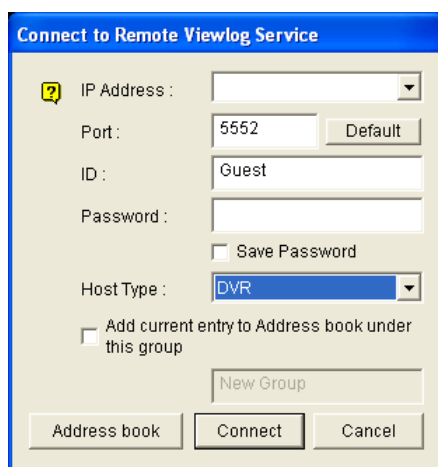 Connect to Remote Viewlog Service
? IP Address :
Port : 5552 Default
ID : Guest
Password :
Save Password
Host Type : DVR
Add current entry to Address book under
this group
New Group
Address book Connect Cancel